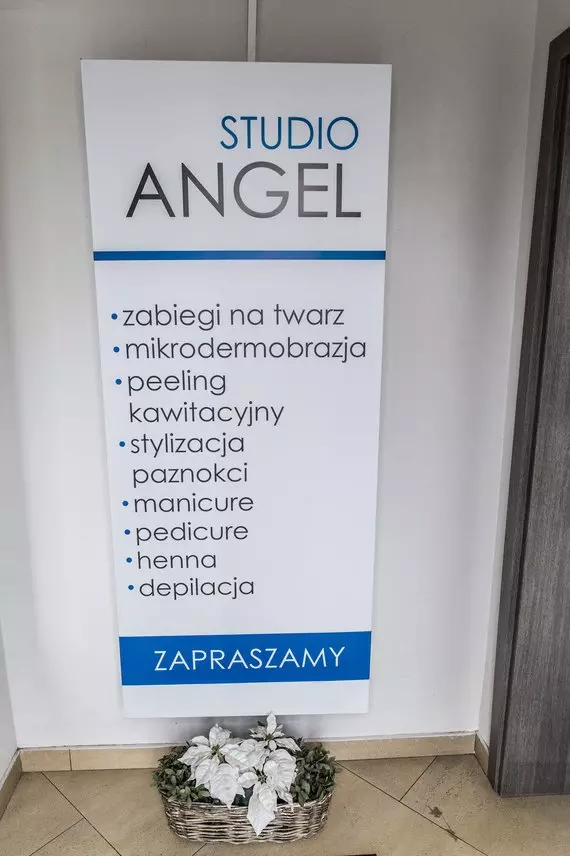 STUDIO
ANGEL
•zabiegi na twarz
•mikrodermobrazja
•peeling
kawitacyjny
•stylizacja
paznokci
•manicure
•pedicure
•henna
•depilacja
ZAPRASZAMY